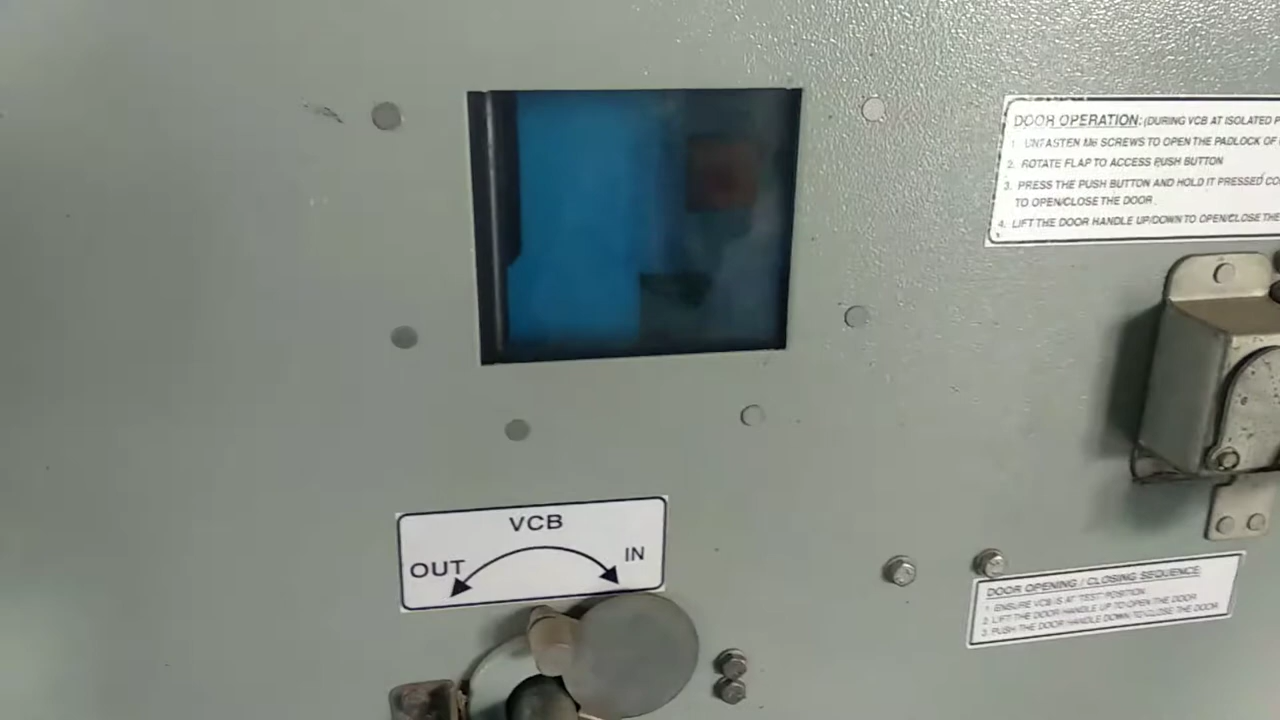 DOOR OPERATION: (DURING VCB AT ISOLATED P
1. UNFASTEN M6 SCREWS TO OPEN THE PADLOCK OF
2. ROTATE FLAP TO ACCESS PUSH BUTTON
3. PRESS THE PUSH BUTTON AND HOLD IT PRESSED CO
TO OPEN/CLOSE THE DOOR.
4. LIFT THE DOOR HANDLE UP/DOWN TO OPEN/CLOSE THE
VCB
OUT IN
DOOR OPENING / CLOSING SEQUENCE:
1. ENSURE VCB IS AT TEST POSITION
2. LIFT THE DOOR HANDLE UP TO OPEN THE DOOR
3. PUSH THE DOOR HANDLE DOWN TO CLOSE THE DOOR